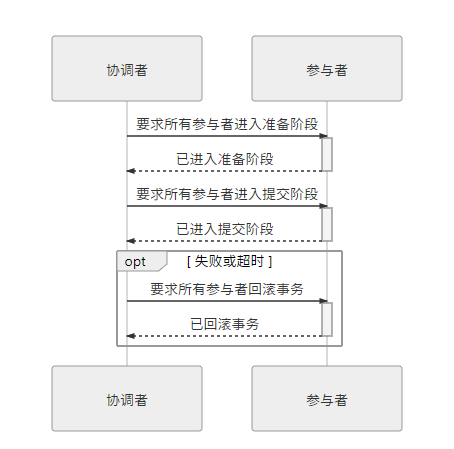 协调者
参与者
要求所有参与者进入准备阶段
已进入准备阶段
要求所有参与者进入提交阶段
已进入提交阶段
opt
[ 失败或超时 ]
要求所有参与者回滚事务
已回滚事务
协调者
参与者